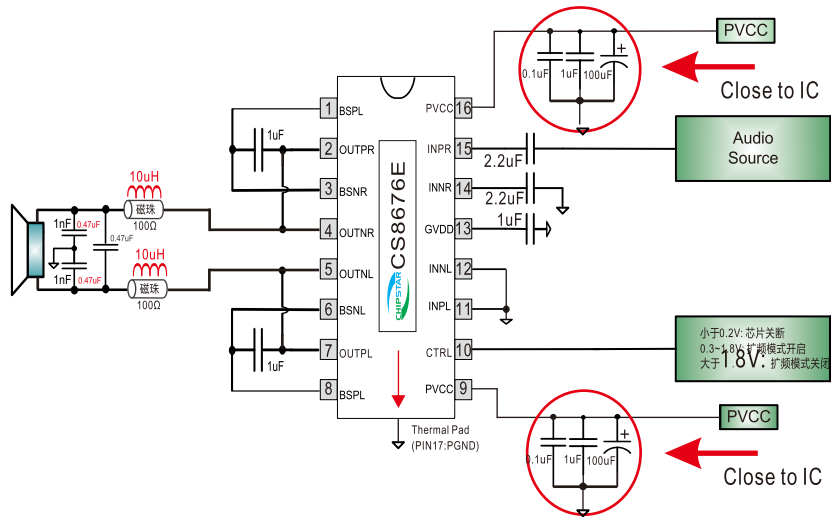 PVCC
0.1uF
1uF
100uF
+
Close to IC
1
BSPL
PVCC
16
1uF
2
OUTPR
INPR
15
2.2uF
Audio
Source
3
BSNR
INNR
14
2.2uF
10uH
磁珠
100Ω
4
OUTNR
GVDD
13
1uF
1nF
0.47uF
0.47uF
CS8676E
CHIPSTAR
10uH
磁珠
100Ω
1nF
0.47uF
5
OUTNL
INNL
12
6
BSNL
INPL
11
1uF
7
OUTPL
CTRL
10
小于0.2V: 芯片关断
0.3~1.8V: 扩频模式开启
大于1.8V: 扩频模式关闭
8
BSPL
PVCC
9
PVCC
Thermal Pad
(PIN17:PGND)
0.1uF
1uF
100uF
+
Close to IC